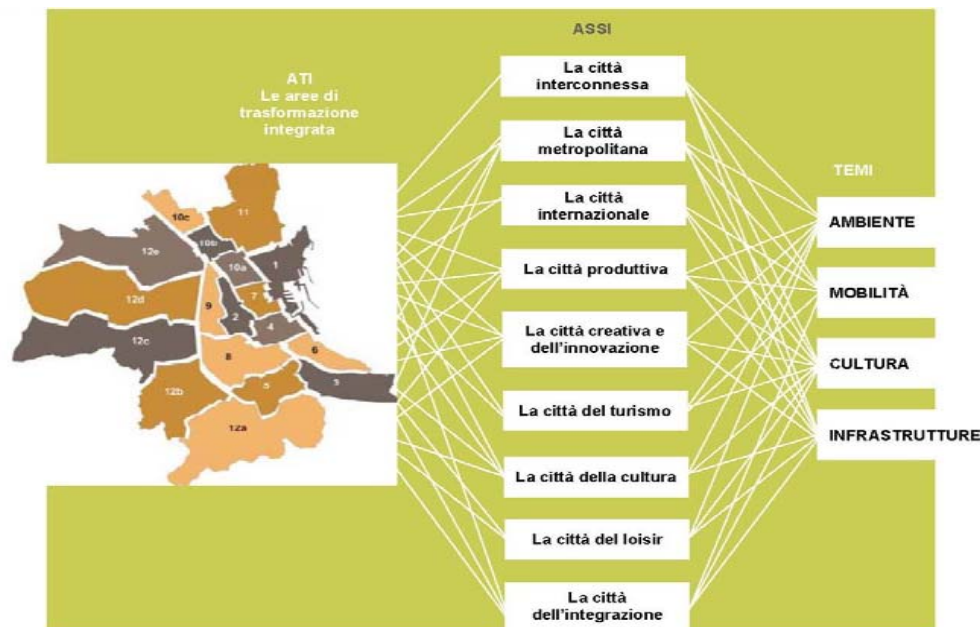 ASSI
ATI
Le aree di
trasformazione
integrata
La città
interconnessa
La città
metropolitana
La città
internazionale
La città produttiva
La città creativa e
dell'innovazione
La città del turismo
La città della cultura
La città del loisir
La città
dell'integrazione
TEMI
AMBIENTE
MOBILITÀ
CULTURA
INFRASTRUTTURE
10c
11
12e
10b
10a
1
12d
9
7
2
4
12c
8
6
12b
12a